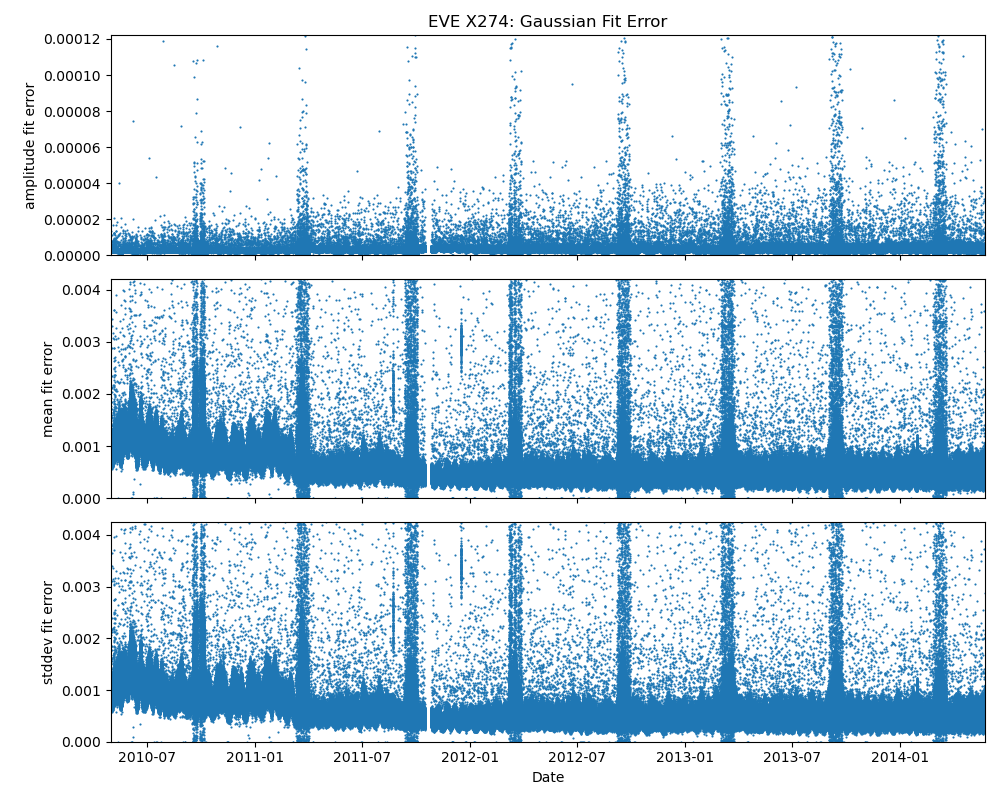 EVE X274: Gaussian Fit Error
0.00012
0.00010
0.00008
0.00006
0.00004
0.00002
0.00000
amplitude fit error
0.004
0.003
0.002
0.001
0.000
mean fit error
0.004
0.003
0.002
0.001
0.000
stddev fit error
2010-07 2011-01 2011-07 2012-01 2012-07 2013-01 2013-07 2014-01
Date